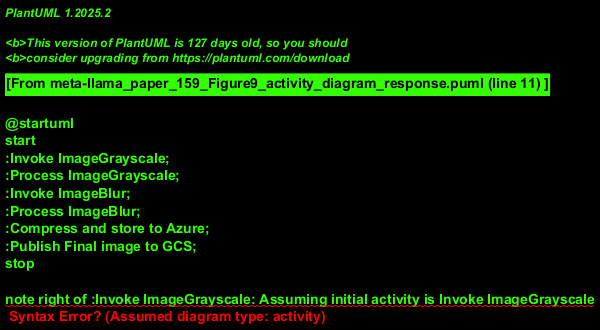 PlantUML 1.2025.2
<b>This version of PlantUML is 127 days old, so you should
<b>consider upgrading from https://plantuml.com/download
[From meta-llama_paper_159_Figure9_activity_diagram_response.puml (line 11) ]
@startuml
start
:Invoke ImageGrayscale;
:Process ImageGrayscale;
:Invoke ImageBlur;
:Process ImageBlur;
:Compress and store to Azure;
:Publish Final image to GCS;
stop
note right of :Invoke ImageGrayscale: Assuming initial activity is Invoke ImageGrayscale
Syntax Error? (Assumed diagram type: activity)